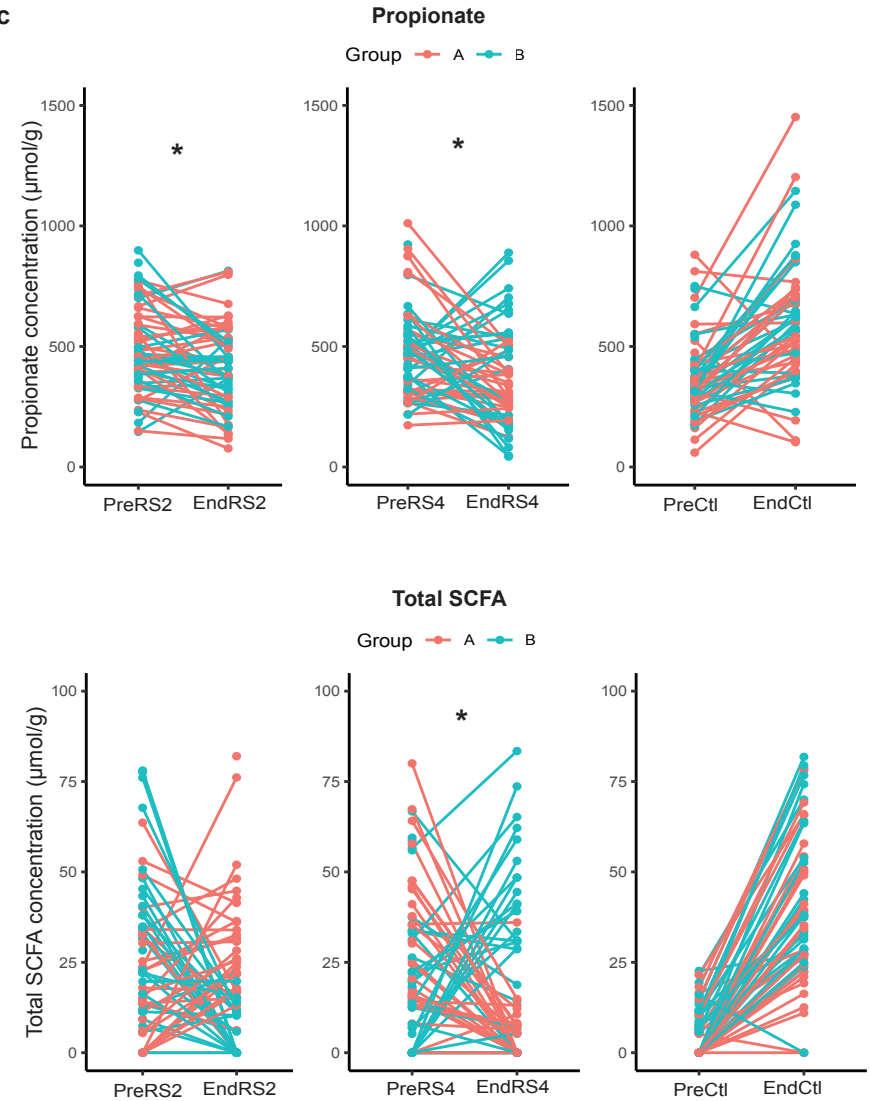 c
Propionate
Group A B
Propionate concentration (μmol/g)
1500
1000
500
0
*
PreRS2 EndRS2
1500
1000
500
0
*
PreRS4 EndRS4
1500
1000
500
0
PreCtl EndCtl
Total SCFA
Group A B
Total SCFA concentration (μmol/g)
100
75
50
25
0
PreRS2 EndRS2
100
75
50
25
0
*
PreRS4 EndRS4
100
75
50
25
0
PreCtl EndCtl